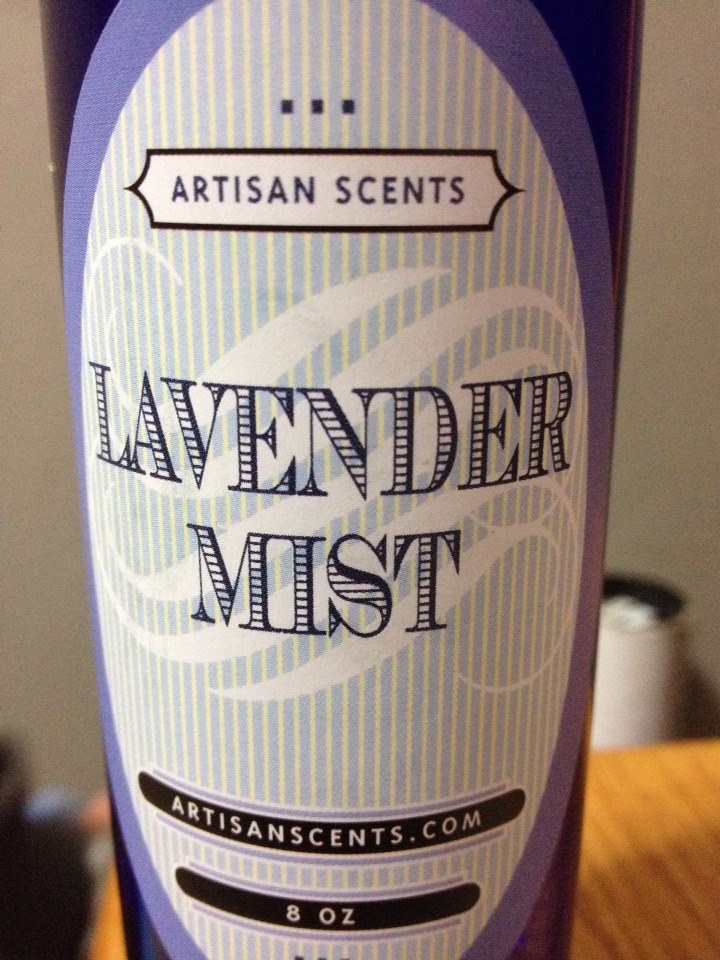 ARTISAN SCENTS
LAVENDER
MIST
ARTISANSCENTS.COM
8 OZ